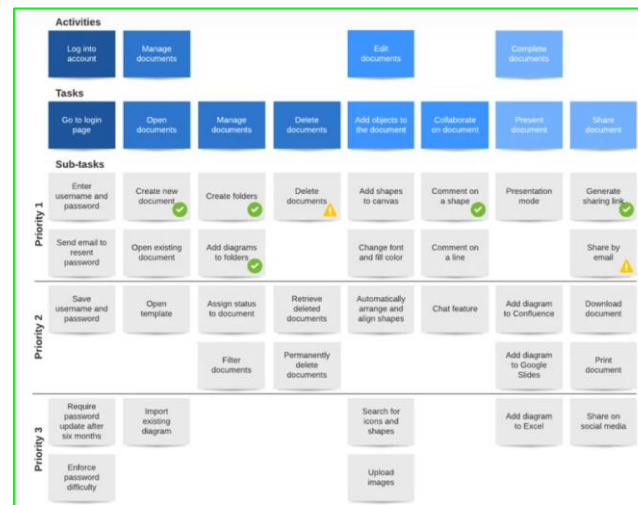 Activities
Log into
account
Manage
documents
Edit
documents
Complete
documents
Tasks
Go to login
page
Open
documents
Manage
documents
Delete
documents
Add objects to
the document
Collaborate
on document
Present
document
Share
document
Sub-tasks
Priority 1
Enter
username and
password
Create new
document
Create folders
Delete
documents
Add shapes
to canvas
Comment on
a shape
Presentation
mode
Generate
sharing link
Send email to
resent
password
Open existing
document
Add diagrams
to folders
Change font
and fill color
Comment on
a line
Share by
email
Priority 2
Save
username and
password
Open
template
Assign status
to document
Retrieve
deleted
documents
Automatically
arrange and
align shapes
Chat feature
Add diagram
to Confluence
Download
document
Filter
documents
Permanently
delete
documents
Add diagram
to Google
Slides
Print
document
Priority 3
Require
password
update after
six months
Import
existing
diagram
Search for
icons and
shapes
Add diagram
to Excel
Share on
social media
Enforce
password
difficulty
Upload
images